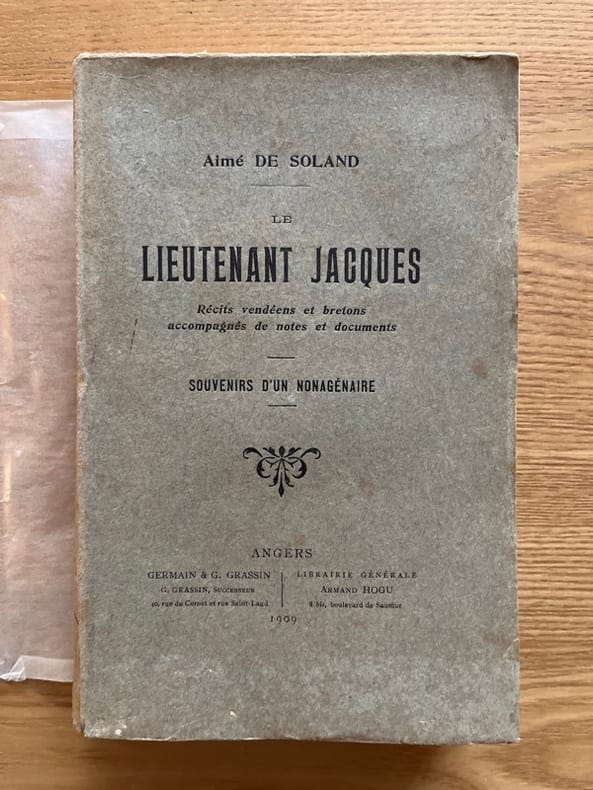 Aimé DE SOLAND
LE
LIEUTENANT JACQUES
Récits vendéens et bretons
accompagnés de notes et documents
SOUVENIRS D'UN NONAGÉNAIRE
ANGERS
GERMAIN & G. GRASSIN
G. GRASSIN, SUCCESSEUR
40, rue du Cornet et rue Saint-Laud
LIBRAIRIE GÉNÉRALE
ARMAND HOGU
8 bis, boulevard de Saumur
1909